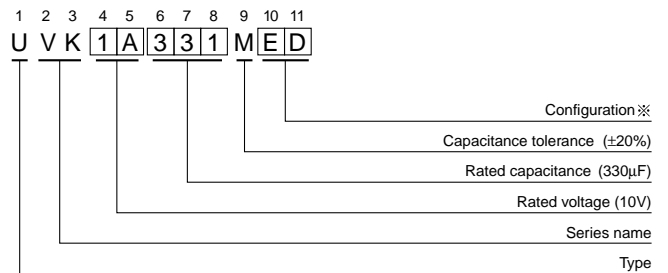 1 2 3 4 5 6 7 8 9 10 11
U V K 1 A 3 3 1 M E D
Configuration※
Capacitance tolerance (±20%)
Rated capacitance (330µF)
Rated voltage (10V)
Series name
Type